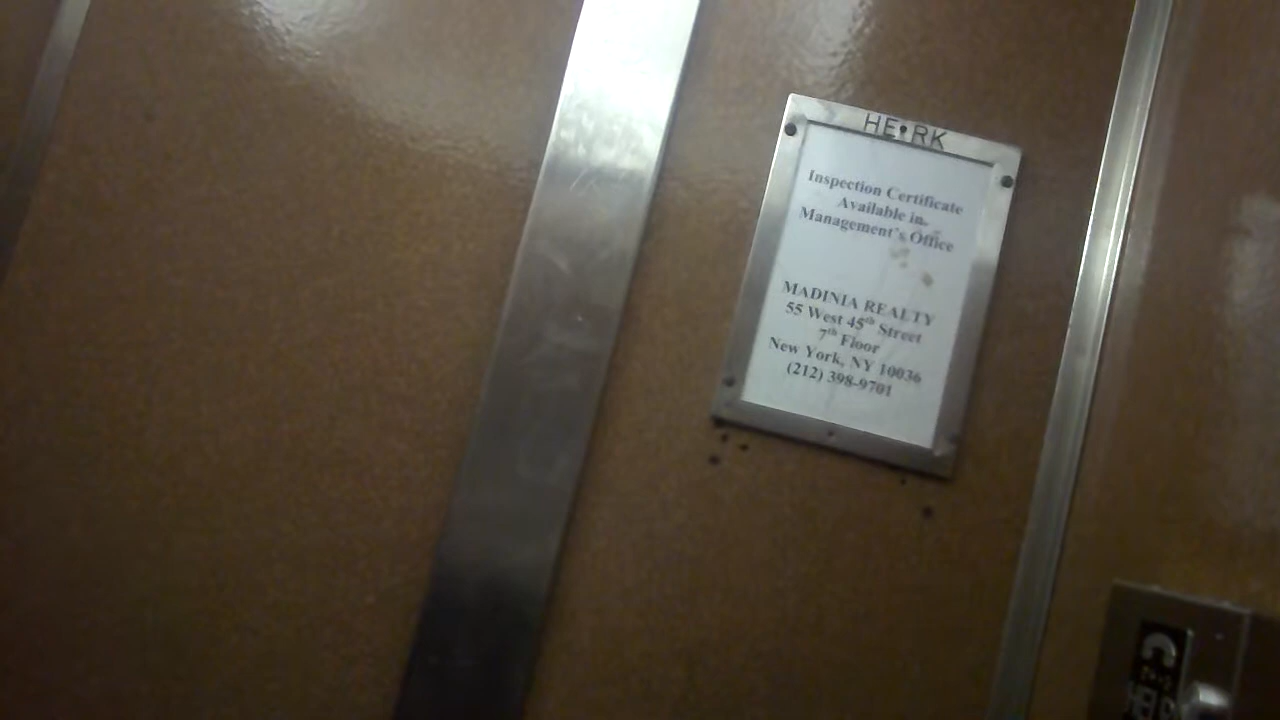 HE RK
Inspection Certificate
Available in
Management's Office
MADINIA REALTY
55 West 45th Street
7th Floor
New York, NY 10036
(212) 398-9701